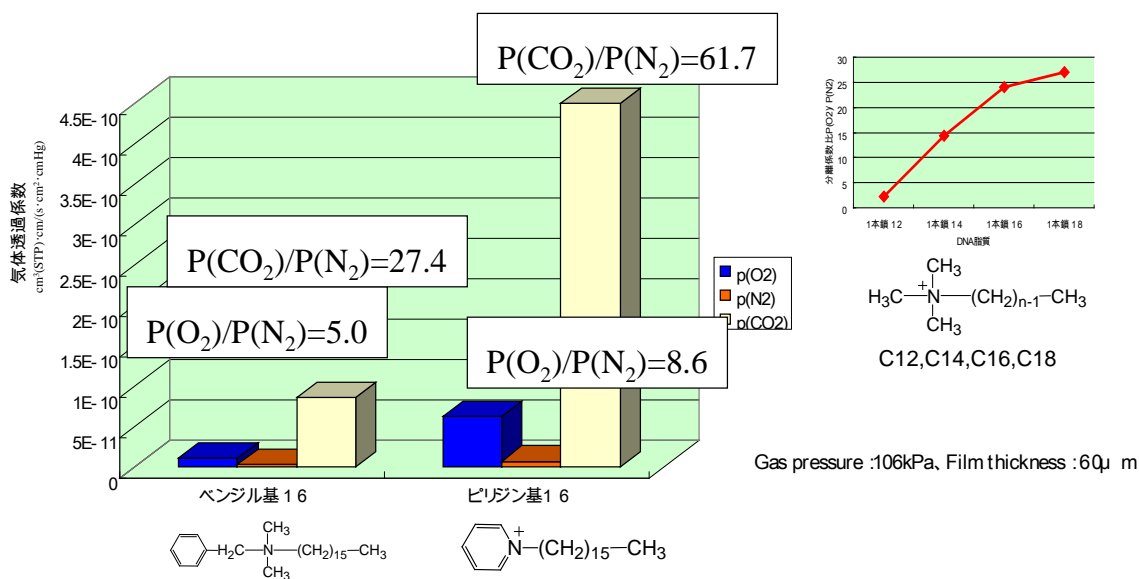 P(CO₂)/P(N₂)=61.7
P(CO₂)/P(N₂)=27.4
P(O₂)/P(N₂)=5.0
P(O₂)/P(N₂)=8.6
気体透過係数
cm³(STP)·cm/(s·cm²·cmHg)
4.5E-10
4E-10
3.5E-10
3E-10
2.5E-10
2E-10
1.5E-10
1E-10
5E-11
0
ベンジル基16
ピリジン基16
p(O2)
p(N2)
p(CO2)
CH₃
H₂C
N
+
(CH₂)₁₅
CH₃
CH₃
N
+
(CH₂)₁₅
CH₃
分離係数比P(O2)/P(N2)
30
25
20
15
10
5
0
1本鎖12
1本鎖14
1本鎖16
1本鎖18
DNA脂質
CH₃
H₃C
N
+
(CH₂)n-1
CH₃
CH₃
C12,C14,C16,C18
Gas pressure :106kPa、Film thickness :60μm